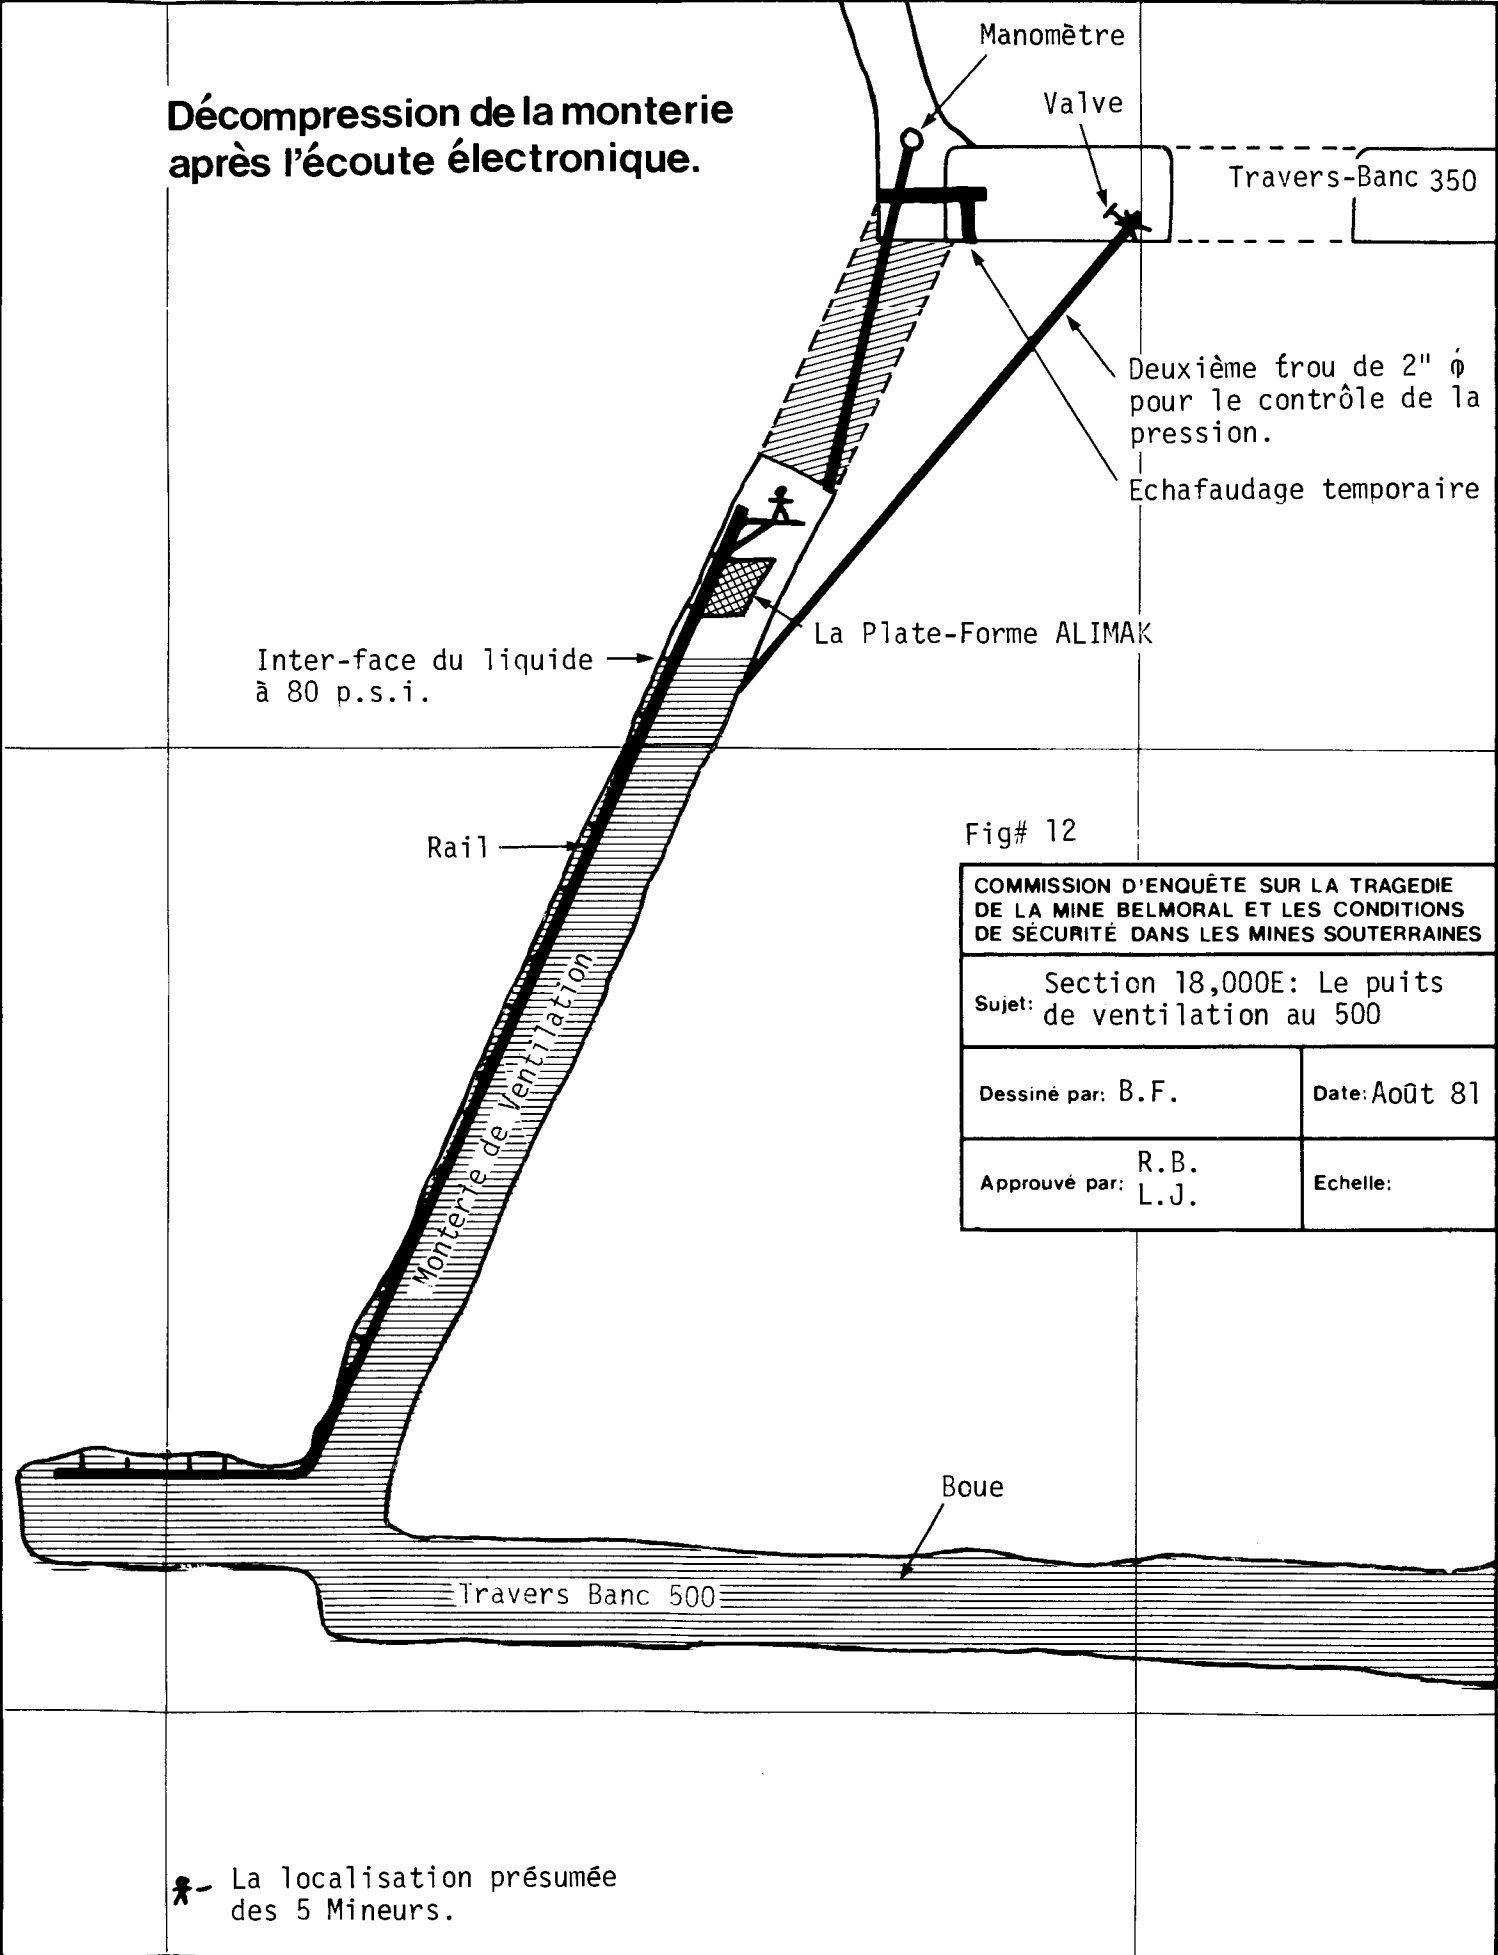 Décompression de la monterie
après l'écoute électronique.
Manomètre
Valve
Travers-Banc 350
Deuxième trou de 2" ϕ
pour le contrôle de la
pression.
Echafaudage temporaire
La Plate-Forme ALIMAK
Inter-face du liquide
à 80 p.s.i.
Rail
Monterie de Ventilation
Fig# 12
COMMISSION D'ENQUÊTE SUR LA TRAGEDIE
DE LA MINE BELMORAL ET LES CONDITIONS
DE SÉCURITÉ DANS LES MINES SOUTERRAINES
Sujet: Section 18,000E: Le puits
de ventilation au 500
Dessiné par: B.F.
Date: Août 81
Approuvé par: R.B.
L.J.
Echelle:
Boue
Travers Banc 500
La localisation présumée
des 5 Mineurs.